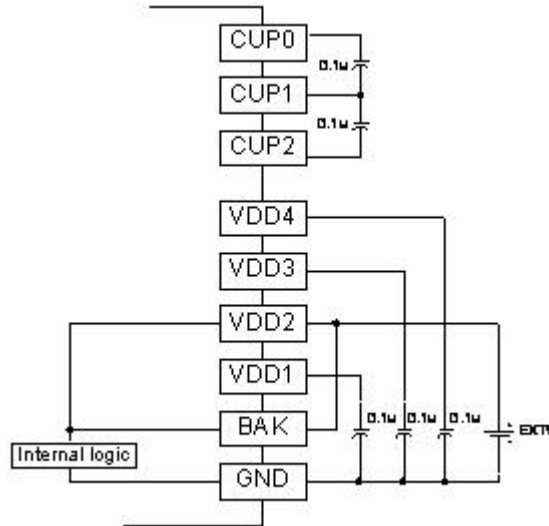 CUP0
0.1u
CUP1
0.1u
CUP2
VDD4
VDD3
VDD2
VDD1
BAK
0.1u 0.1u 0.1u
Internal logic
GND